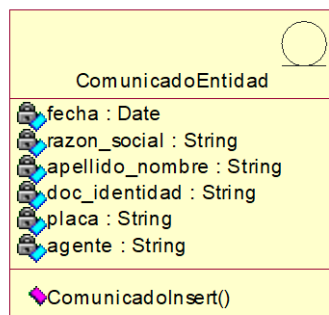 ComunicadoEntidad
fecha : Date
razon_social : String
apellido_nombre : String
doc_identidad : String
placa : String
agente : String
ComunicadoInsert()